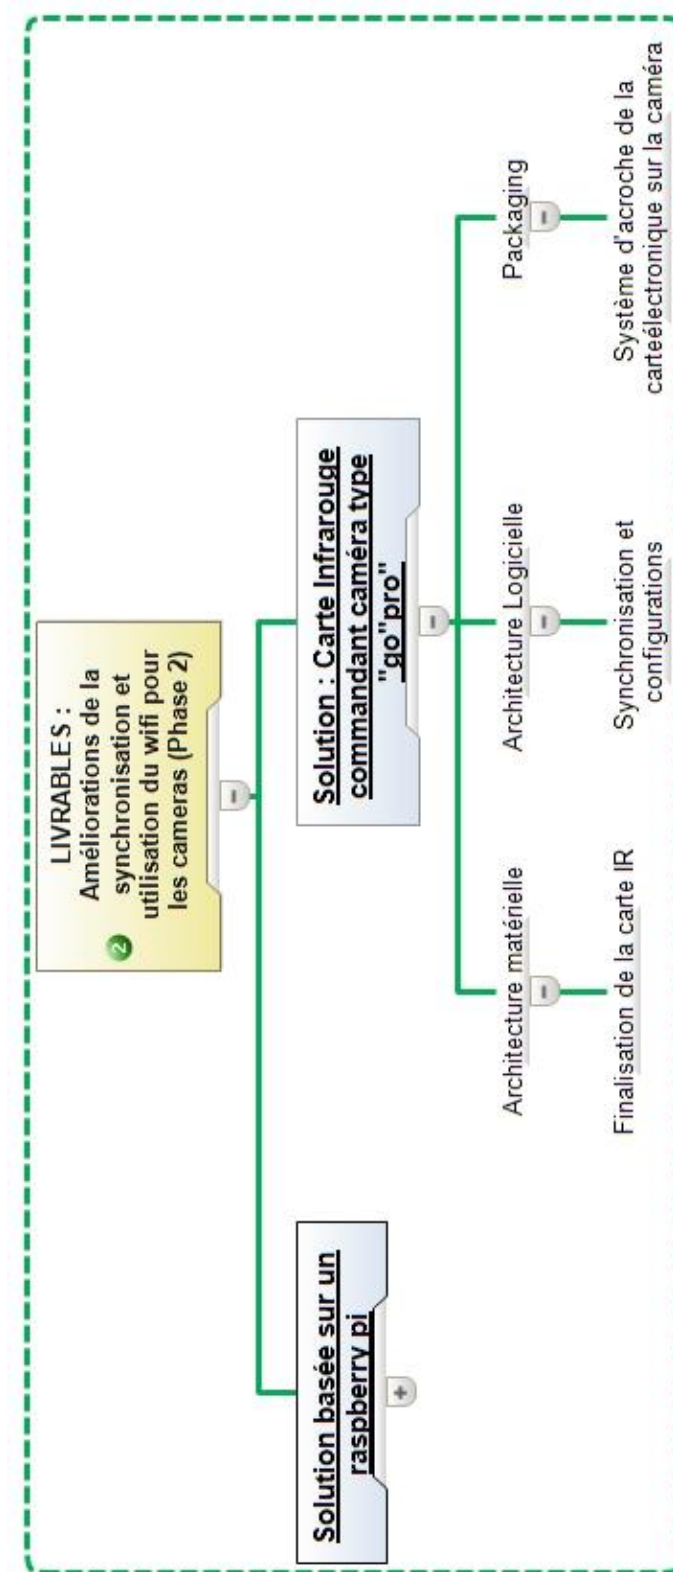 LIVRABLES :
Améliorations de la
synchronisation et
utilisation du wifi pour
les cameras (Phase 2)
2
Solution basée sur un
raspberry pi
Solution : Carte Infrarouge
commandant caméra type
"go"pro"
Architecture matérielle
Finalisation de la carte IR
Architecture Logicielle
Synchronisation et
configurations
Packaging
Système d'acroche de la
carteélectronique sur la caméra